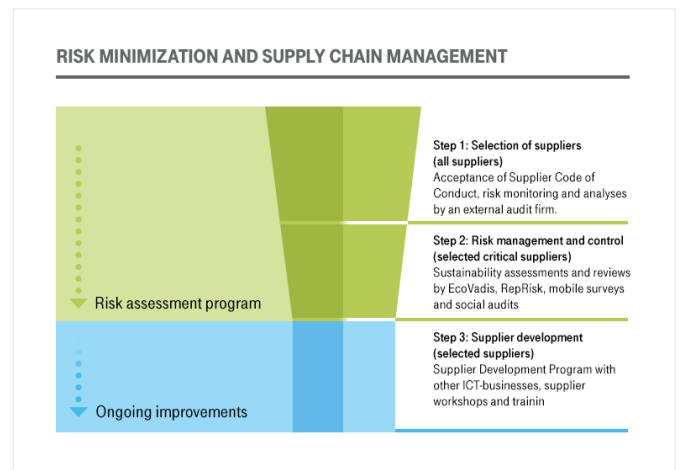 RISK MINIMIZATION AND SUPPLY CHAIN MANAGEMENT
Step 1: Selection of suppliers
(all suppliers)
Acceptance of Supplier Code of
Conduct, risk monitoring and analyses
by an external audit firm.
Step 2: Risk management and control
(selected critical suppliers)
Sustainability assessments and reviews
by EcoVadis, RepRisk, mobile surveys
and social audits
Risk assessment program
Step 3: Supplier development
(selected suppliers)
Supplier Development Program with
other ICT-businesses, supplier
workshops and trainin
Ongoing improvements